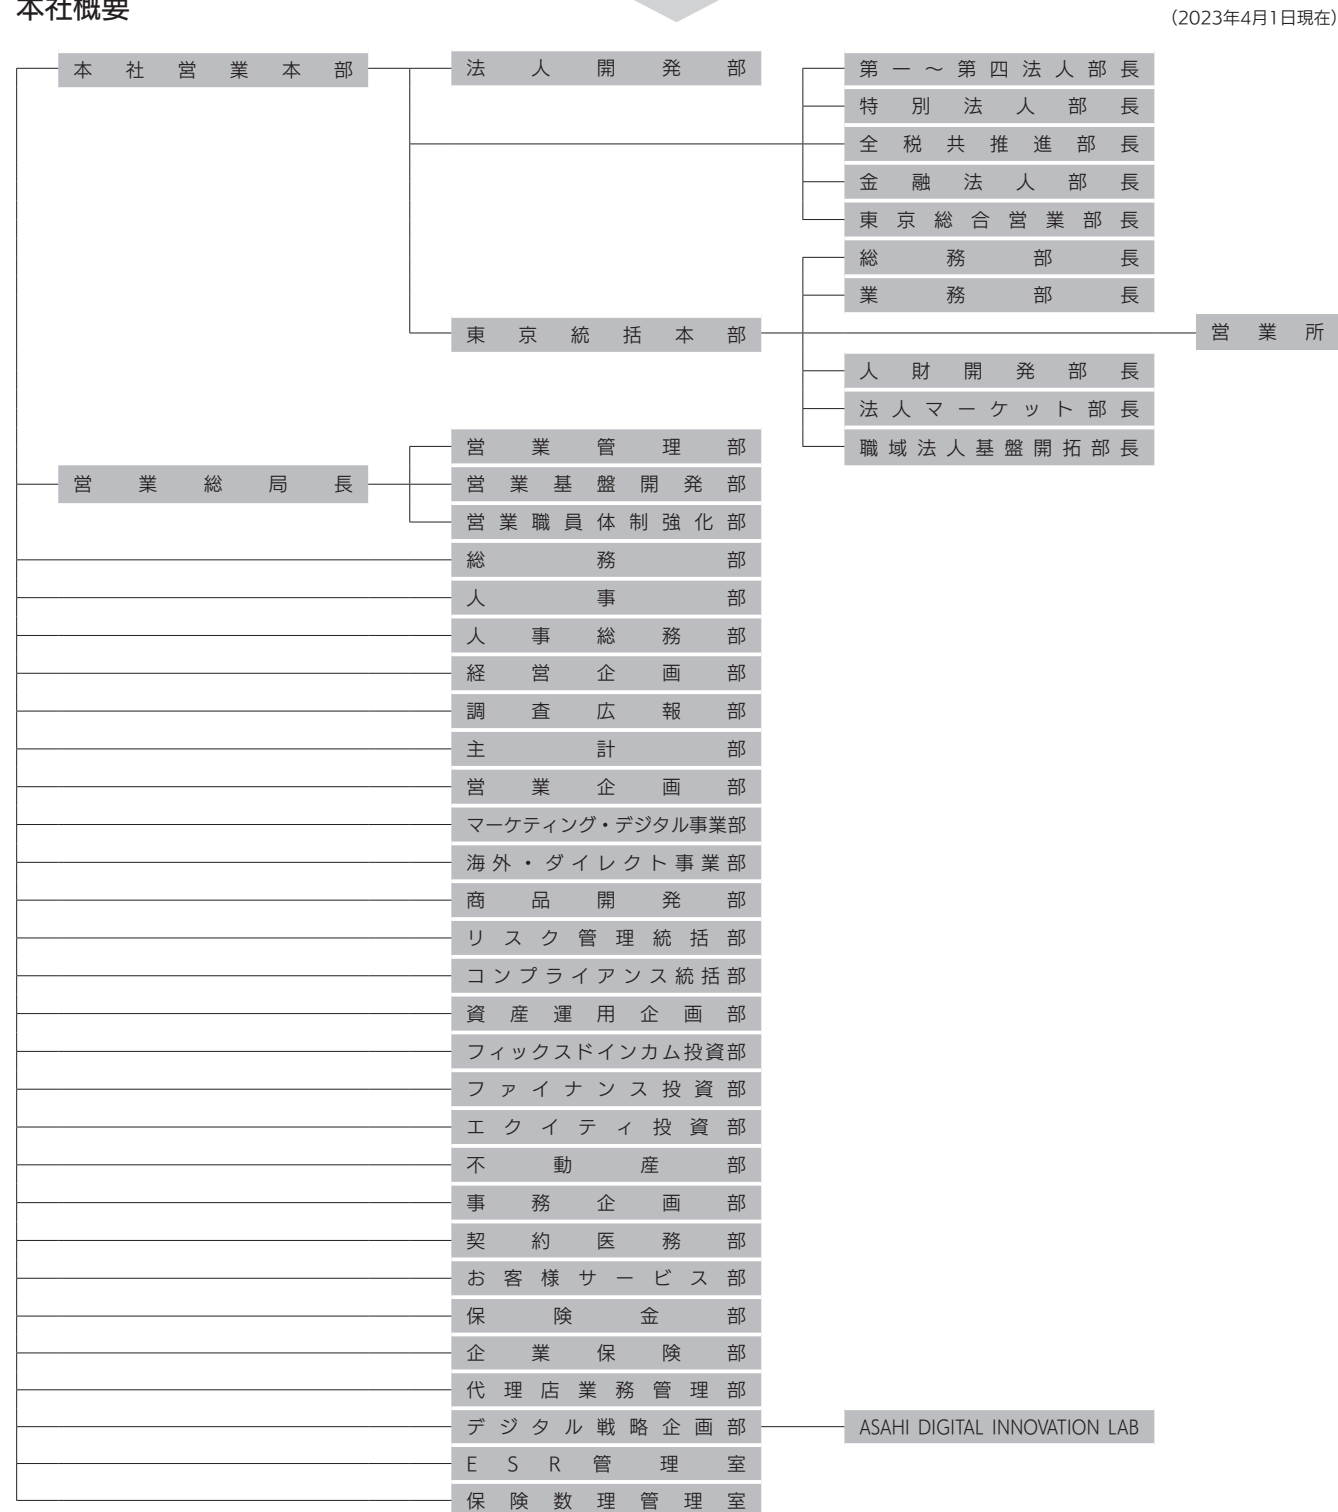 本社概要
（2023年4月1日現在）
本社営業本部
法人開発部
第一～第四法人部長
特別法人部長
全税共推進部長
金融法人部長
東京総合営業部長
総務部長
業務部長
東京統括本部
営業所
人財開発部長
法人マーケット部長
職域法人基盤開拓部長
営業総局長
営業管理部
営業基盤開発部
営業職員体制強化部
総務部
人事部
人事総務部
経営企画部
調査広報部
主計部
営業企画部
マーケティング・デジタル事業部
海外・ダイレクト事業部
商品開発部
リスク管理統括部
コンプライアンス統括部
資産運用企画部
フィックスドインカム投資部
ファイナンス投資部
エクイティ投資部
不動産部
事務企画部
契約医務部
お客様サービス部
保険金部
企業保険部
代理店業務管理部
デジタル戦略企画部
ASAHI DIGITAL INNOVATION LAB
ESR管理室
保険数理管理室